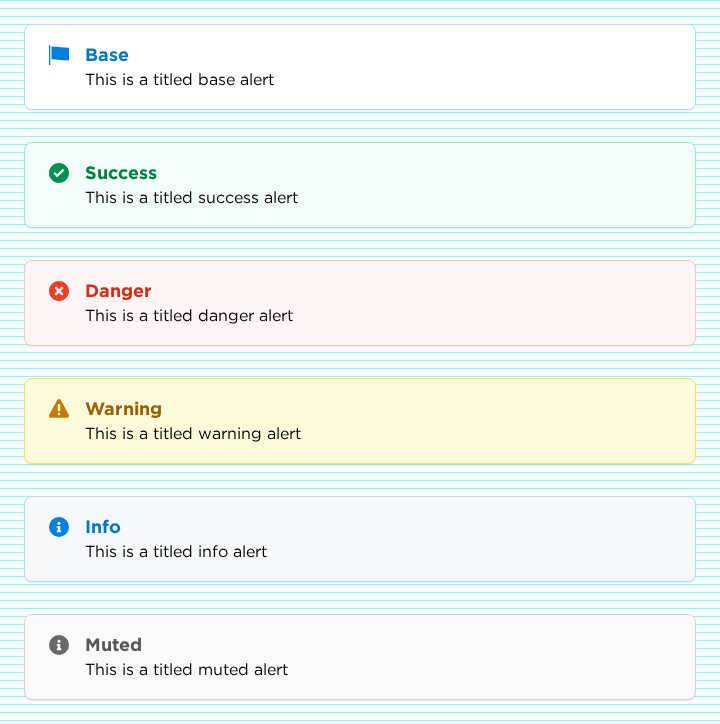 Base
This is a titled base alert
Success
This is a titled success alert
Danger
This is a titled danger alert
Warning
This is a titled warning alert
Info
This is a titled info alert
Muted
This is a titled muted alert